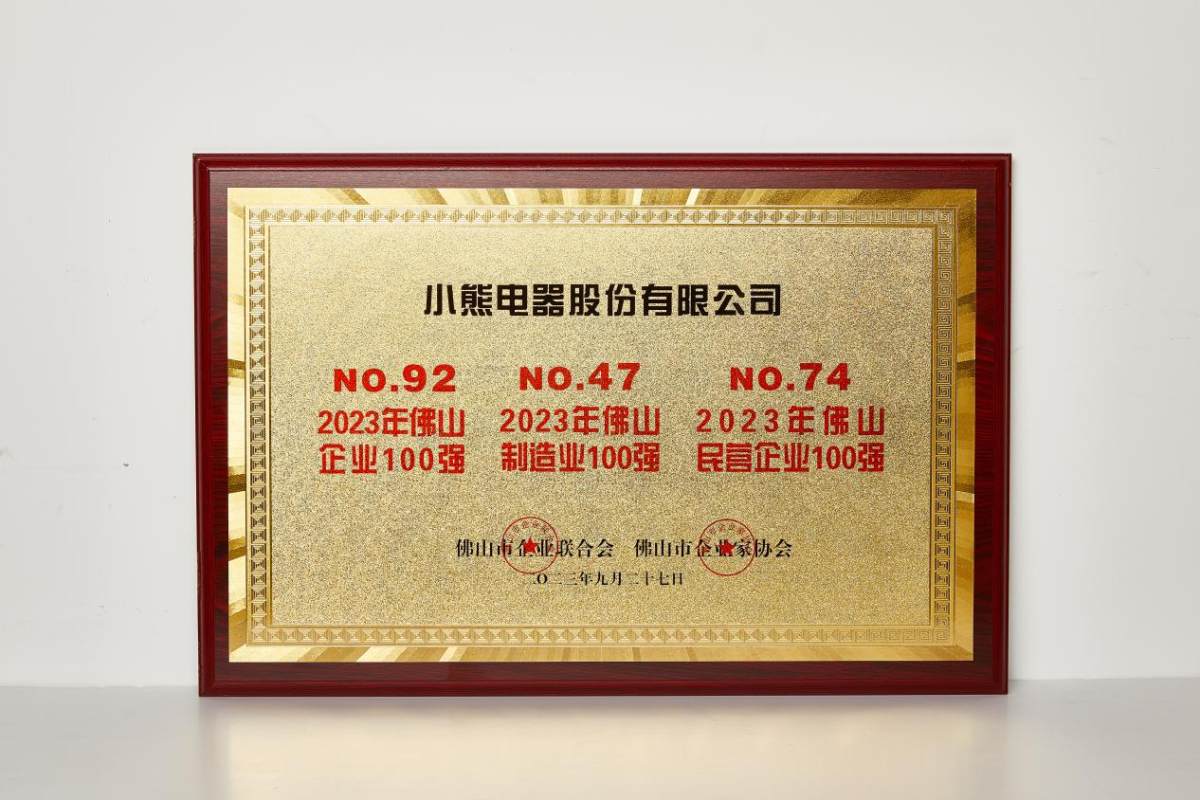 小熊电器股份有限公司
NO.92
2023年佛山
企业100强
NO.47
2023年佛山
制造业100强
NO.74
2023年佛山
民营企业100强
佛山市企业联合会 佛山市企业家协会
二〇二三年九月二十七日